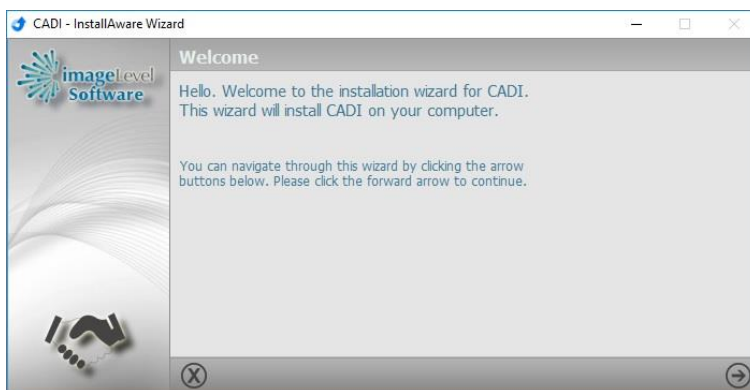 CADI - InstallAware Wizard
imageLevel
Software
Welcome
Hello. Welcome to the installation wizard for CADI.
This wizard will install CADI on your computer.
You can navigate through this wizard by clicking the arrow
buttons below. Please click the forward arrow to continue.